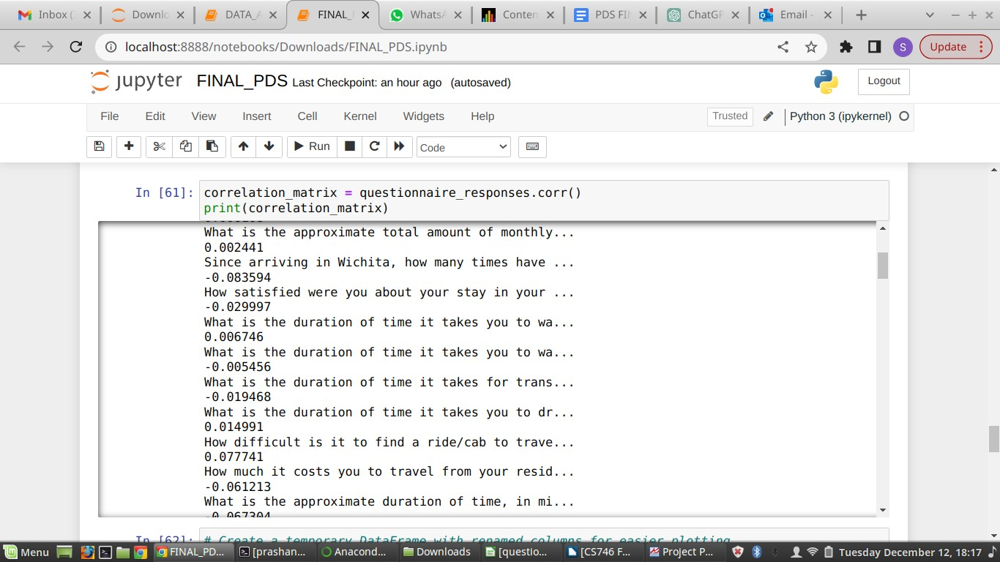 Inbox (
Downlo
DATA_A
FINAL_
WhatsA
Conten
PDS FI
ChatGP
Email -
localhost:8888/notebooks/Downloads/FINAL_PDS.ipynb
S
Update
jupyter FINAL_PDS Last Checkpoint: an hour ago (autosaved)
Logout
File Edit View Insert Cell Kernel Widgets Help
Trusted
Python 3 (ipykernel)
Run
Code
In [61]: correlation_matrix = questionnaire_responses.corr()
print(correlation_matrix)
What is the approximate total amount of monthly...
0.002441
Since arriving in Wichita, how many times have ...
-0.083594
How satisfied were you about your stay in your ...
-0.029997
What is the duration of time it takes you to wa...
0.006746
What is the duration of time it takes you to wa...
-0.005456
What is the duration of time it takes for trans...
-0.019468
What is the duration of time it takes you to dr...
0.014991
How difficult is it to find a ride/cab to trave...
0.077741
How much it costs you to travel from your resid...
-0.061213
What is the approximate duration of time, in mi...
-0.067304
In [62]: # Create a temporary DataFrame with renamed columns for easier plotting
Menu
FINAL_PD...
[prashan...
Anacond...
Downloads
[questio...
[CS746 F...
Project P...
Tuesday December 12, 18:17